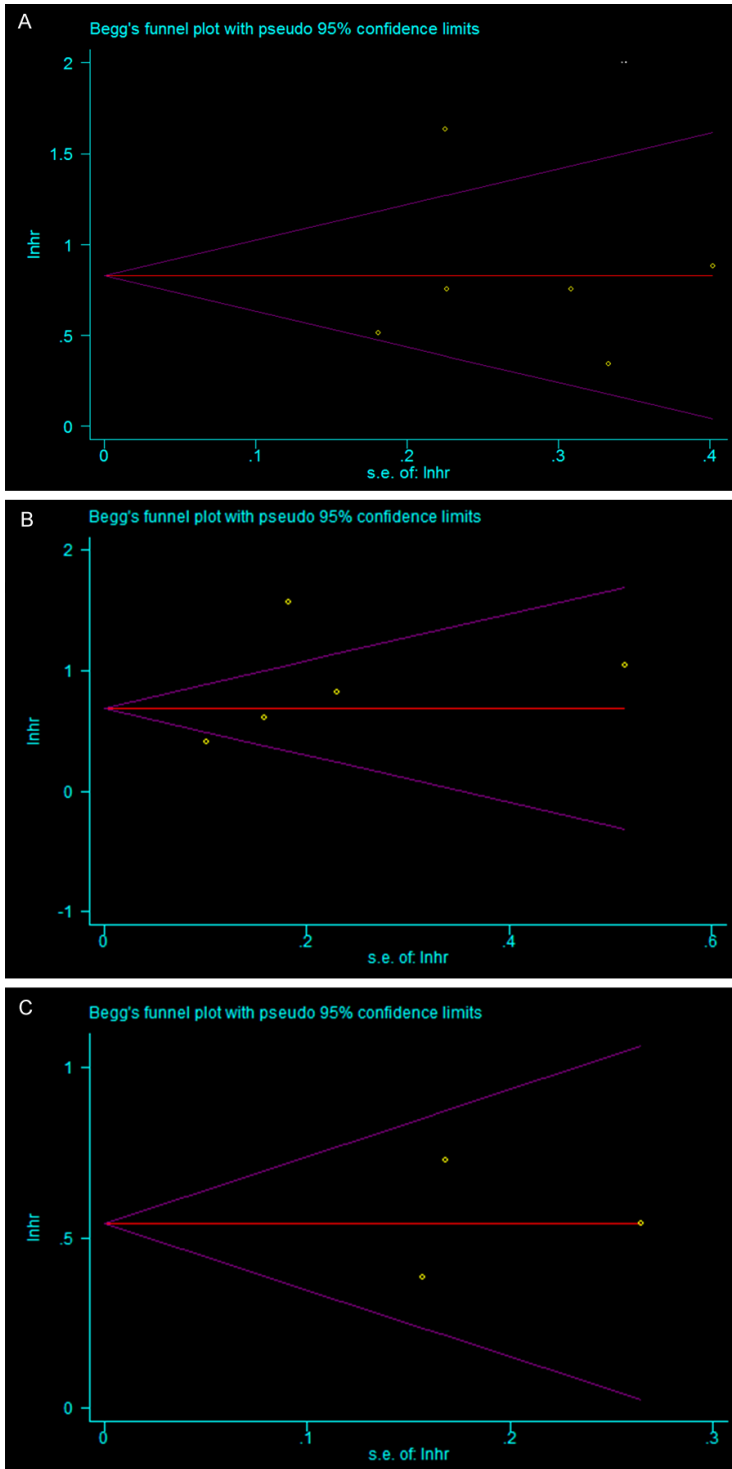 A
Begg's funnel plot with pseudo 95% confidence limits
2
1.5
1
.5
0
lnhr
0 .1 .2 .3 .4
s.e. of: lnhr
B
Begg's funnel plot with pseudo 95% confidence limits
2
1
0
-1
lnhr
0 .2 .4 .6
s.e. of: lnhr
C
Begg's funnel plot with pseudo 95% confidence limits
1
.5
0
lnhr
0 .1 .2 .3
s.e. of: lnhr